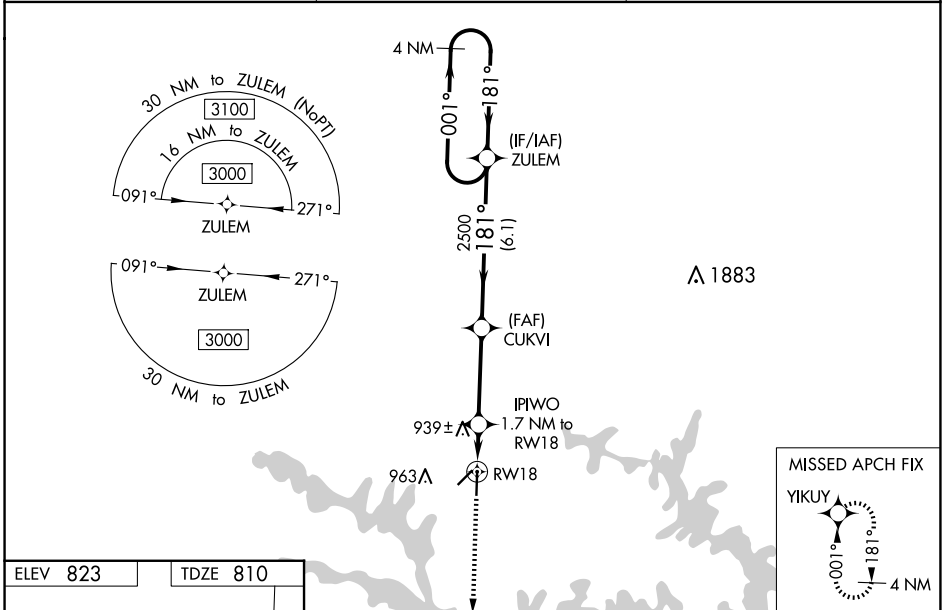 30 NM to ZULEM (NoPT)
3100
16 NM to ZULEM
3000
091°
271°
ZULEM
091°
271°
ZULEM
3000
30 NM to ZULEM
4 NM
001°
181°
(IF/IAF)
ZULEM
2500
181°
(6.1)
1883
(FAF)
CUKVI
IPIWO
1.7 NM to
RW18
939±
963
RW18
MISSED APCH FIX
YIKUY
001°
181°
4 NM
ELEV 823
TDZE 810